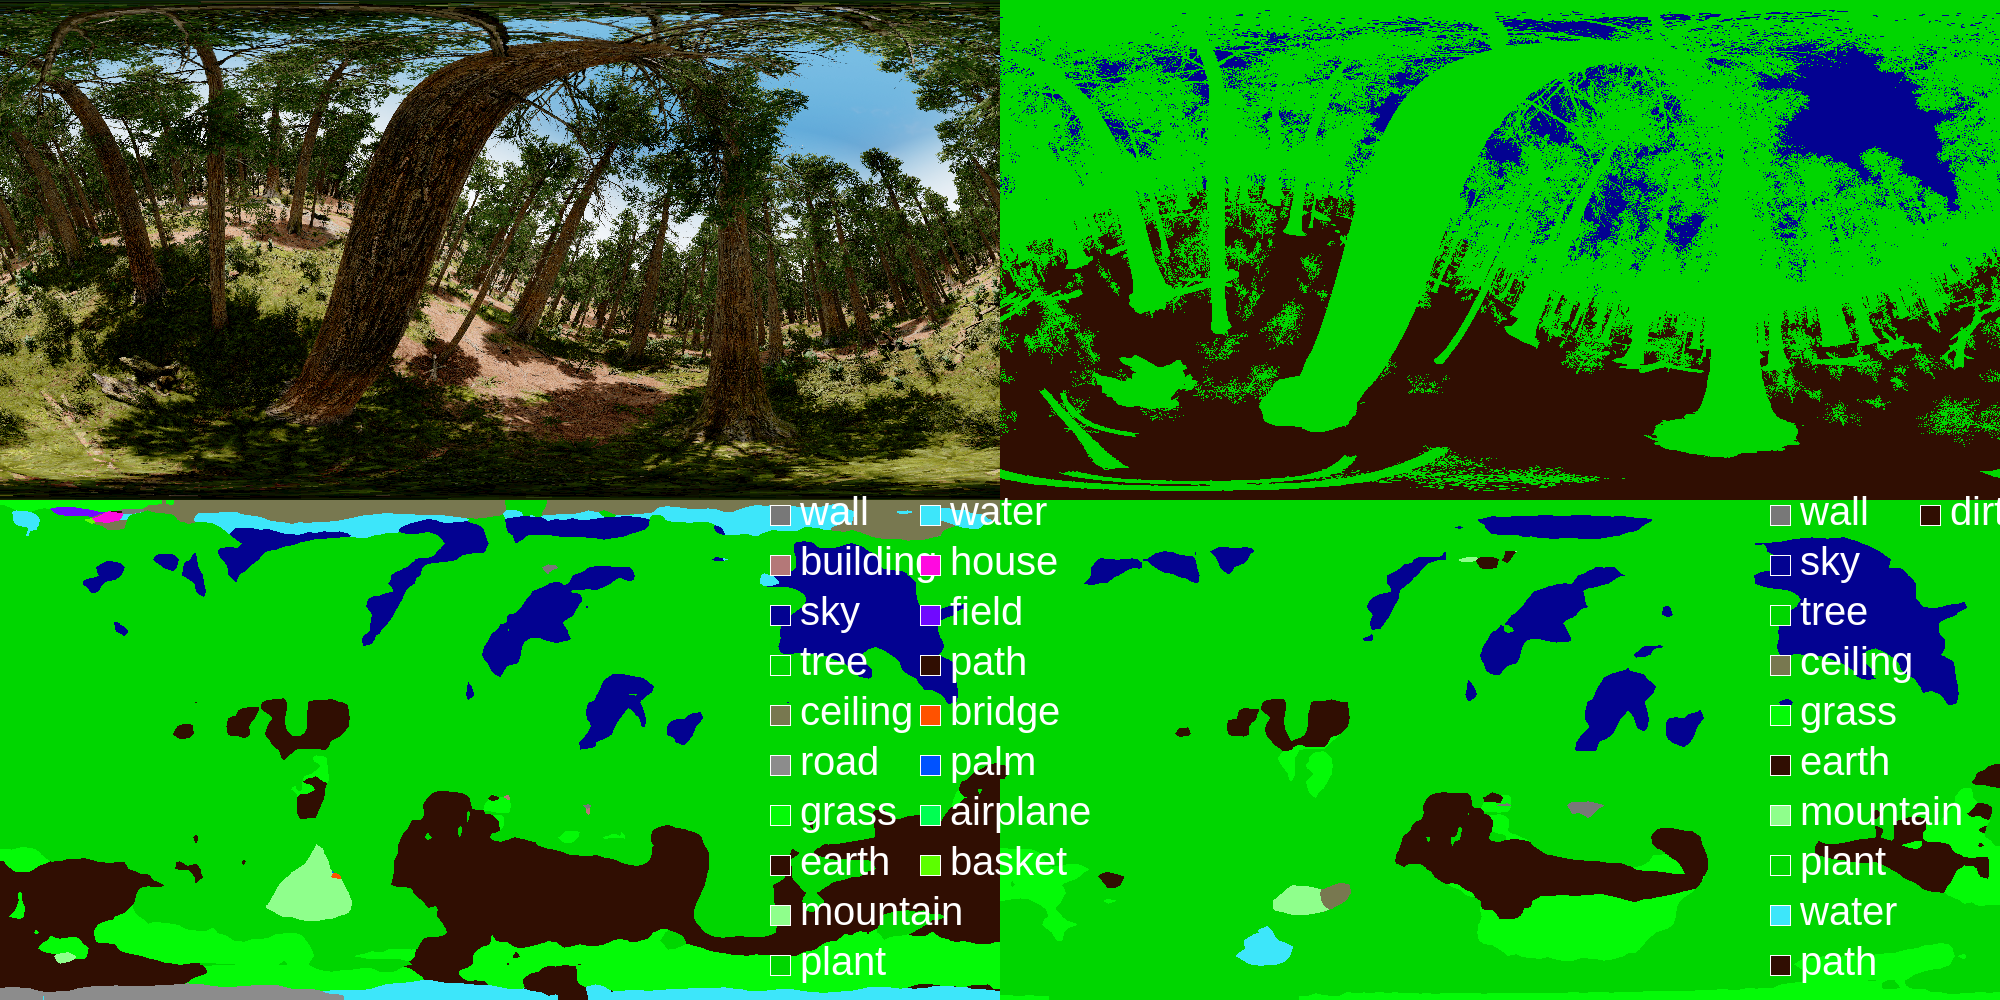 wall water
building house
sky field
tree path
ceiling bridge
road palm
grass airplane
earth basket
mountain
plant
wall dirt
sky
tree
ceiling
grass
earth
mountain
plant
water
path